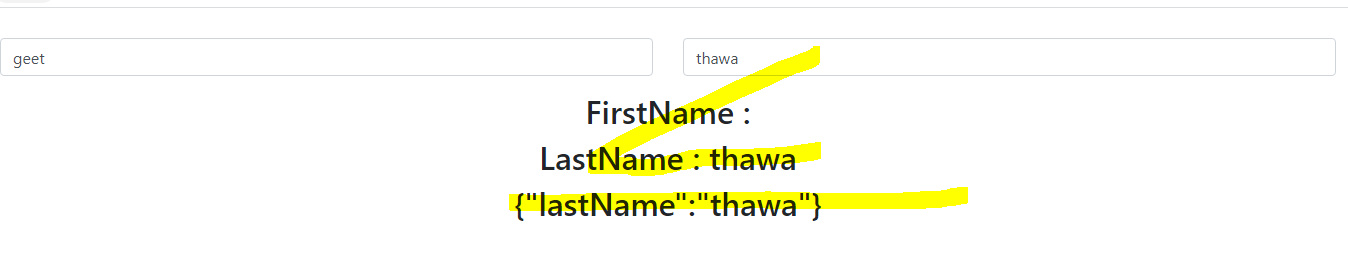 geet
thawa
FirstName :
LastName : thawa
{"lastName":"thawa"}